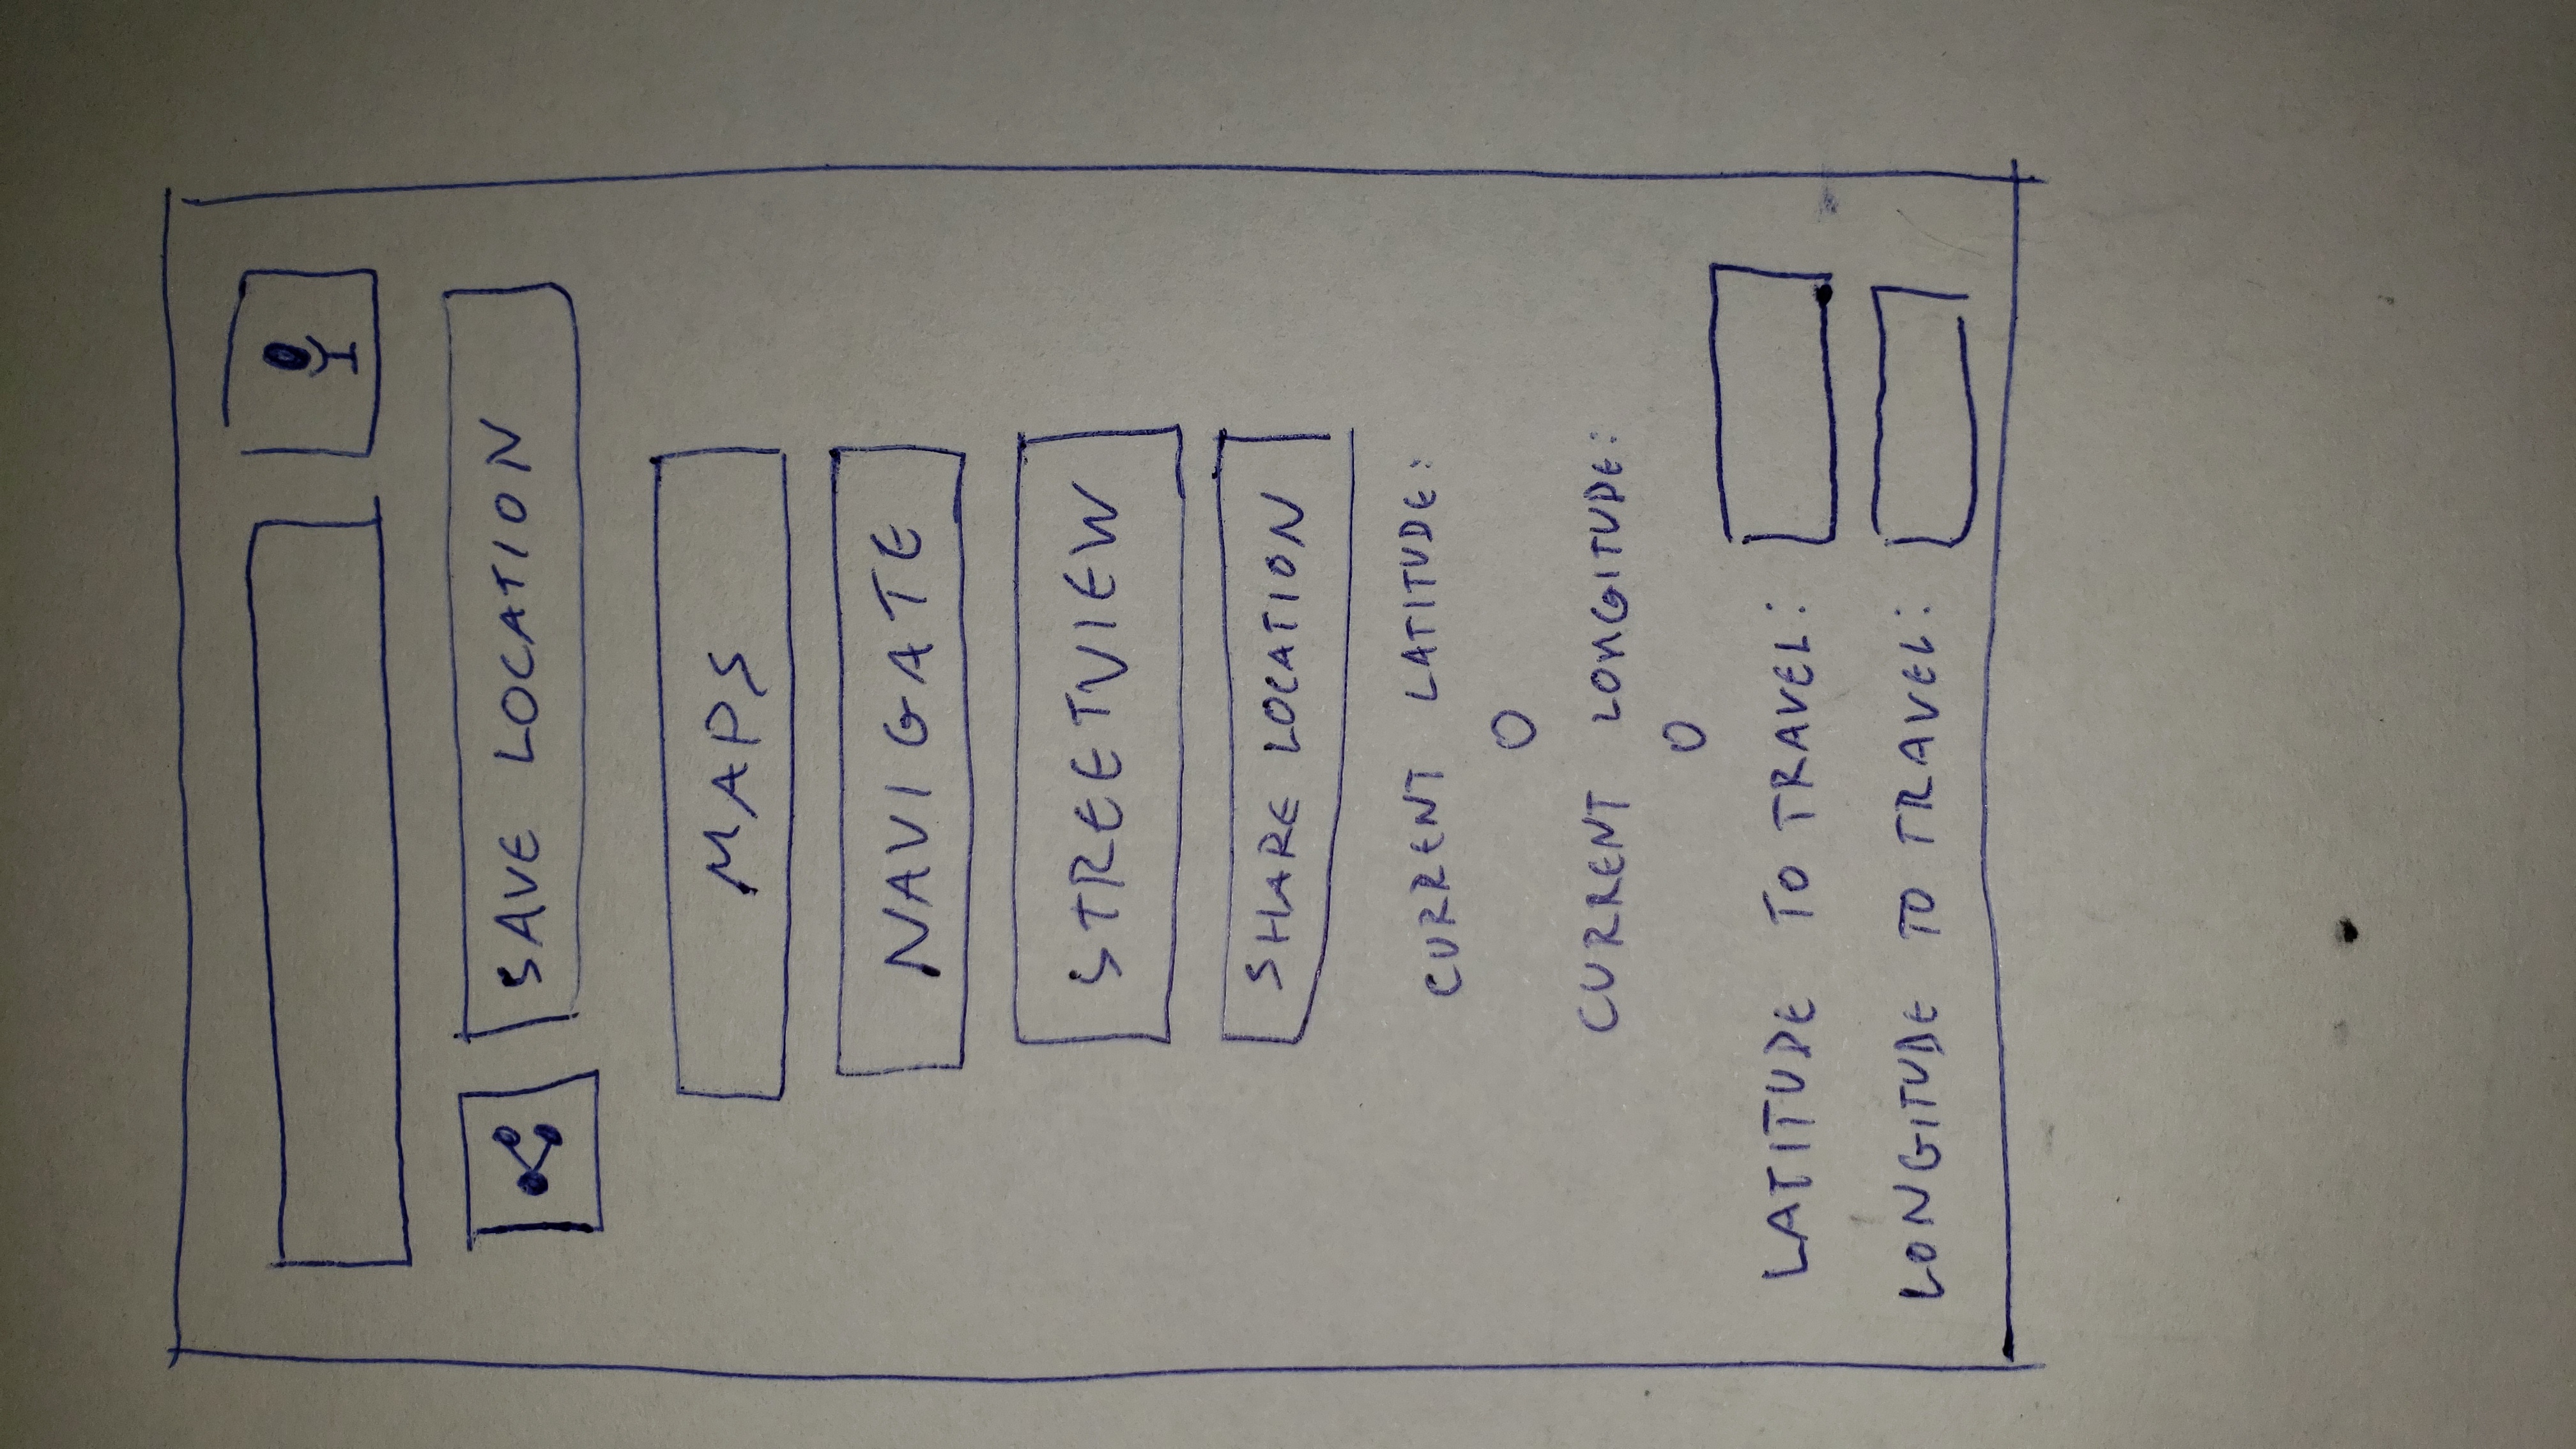 SAVE LOCATION
MAPS
NAVIGATE
STREETVIEW
SHARE LOCATION
CURRENT LATITUDE:
0
CURRENT LONGITUDE:
0
LATITUDE TO TRAVEL:
LONGITUDE TO TRAVEL: